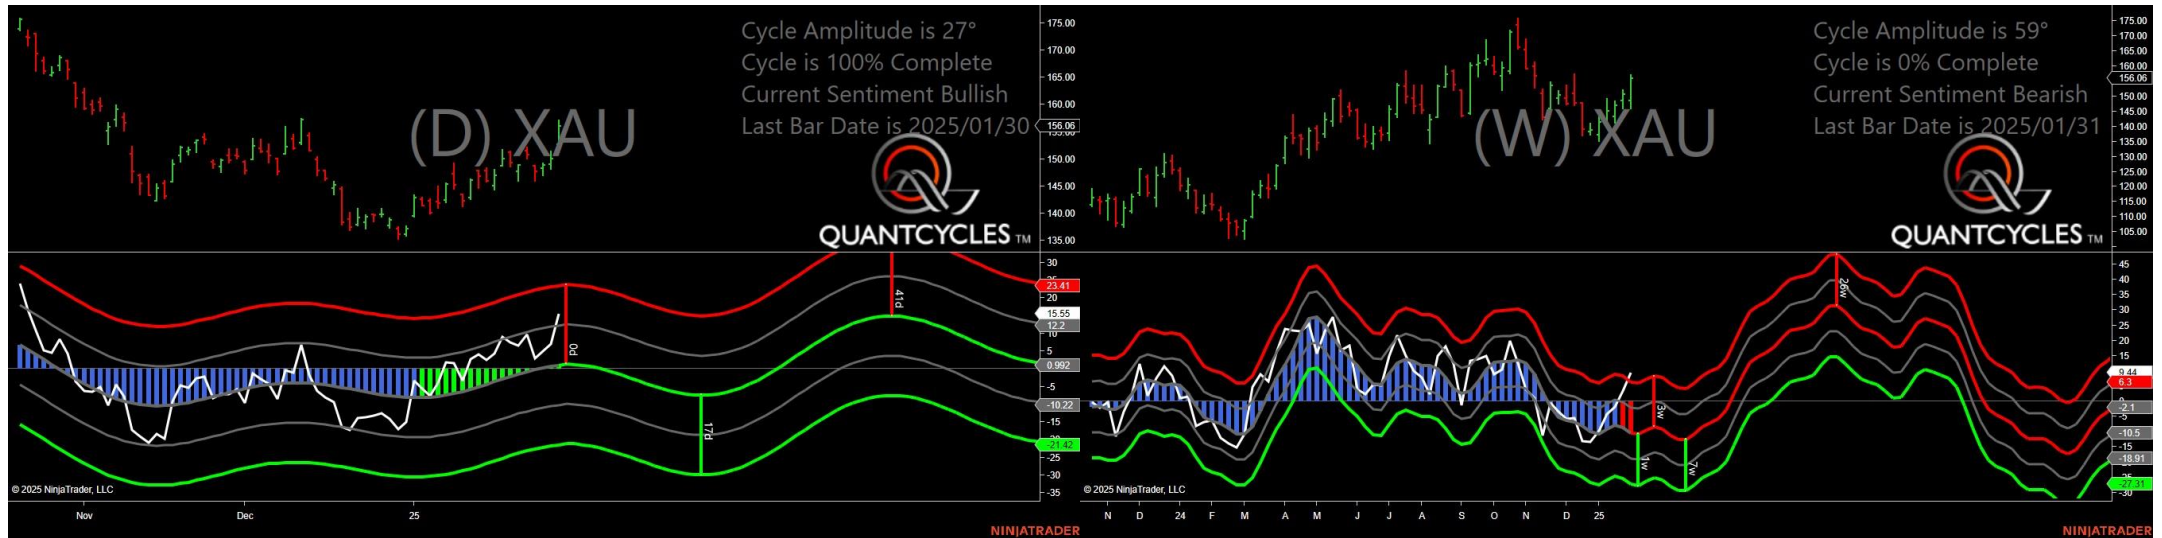 Cycle Amplitude is 27°
Cycle is 100% Complete
Current Sentiment Bullish
Last Bar Date is 2025/01/30
(D) XAU
QUANTCYCLES TM
175.00
170.00
165.00
160.00
156.06
150.00
145.00
140.00
135.00
30
23.41
20
15.55
12.2
10
5
0.992
-5
-10.22
-15
-21.42
-25
-30
-35
0d
17d
41d
© 2025 NinjaTrader, LLC
Nov
Dec
25
NINJATRADER
Cycle Amplitude is 59°
Cycle is 0% Complete
Current Sentiment Bearish
Last Bar Date is 2025/01/31
(W) XAU
QUANTCYCLES TM
175.00
170.00
165.00
160.00
156.06
150.00
145.00
140.00
135.00
130.00
125.00
120.00
115.00
110.00
105.00
45
40
35
30
25
20
15
9.44
6.3
-2.1
-5
-10.5
-15
-18.91
-27.31
-30
1w
3w
7w
26w
© 2025 NinjaTrader, LLC
N D 24 F M A M J J A S O N D 25
NINJATRADER